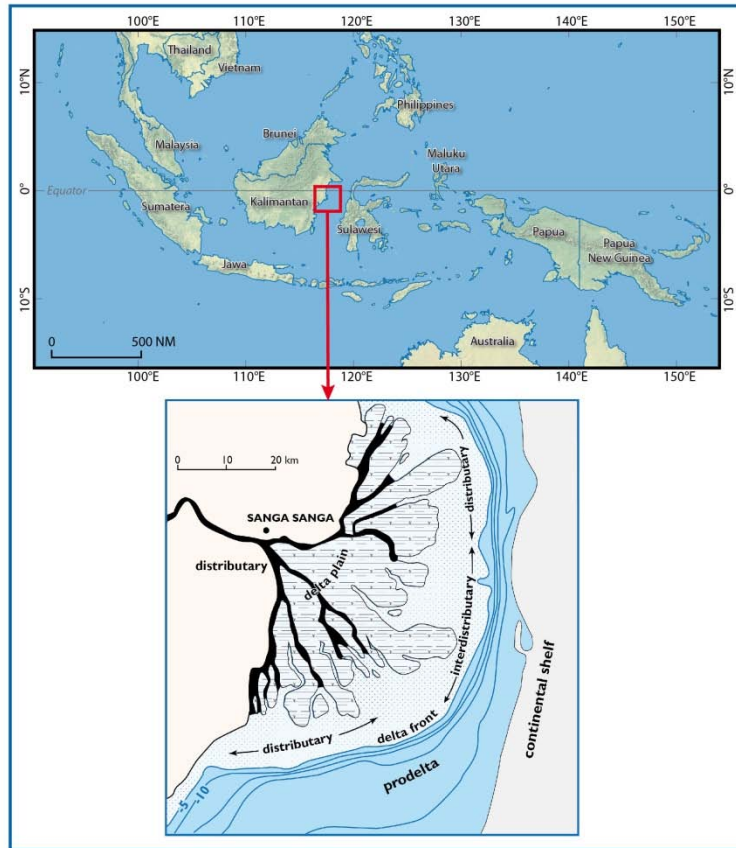 100°E
110°E
120°E
130°E
140°E
150°E
10°N
10°N
Thailand
Vietnam
Philippines
Malaysia
Brunei
Maluku
Utara
Equator
0°
0°
Sumatera
Kalimantan
Sulawesi
Papua
Papua
New Guinea
Jawa
10°S
10°S
0
500 NM
Australia
100°E
110°E
120°E
130°E
140°E
150°E
0
20 km
SANGA SANGA
distributary
delta plain
distributary
interdistributary
continental shelf
distributary
delta front
prodelta
-5
-10